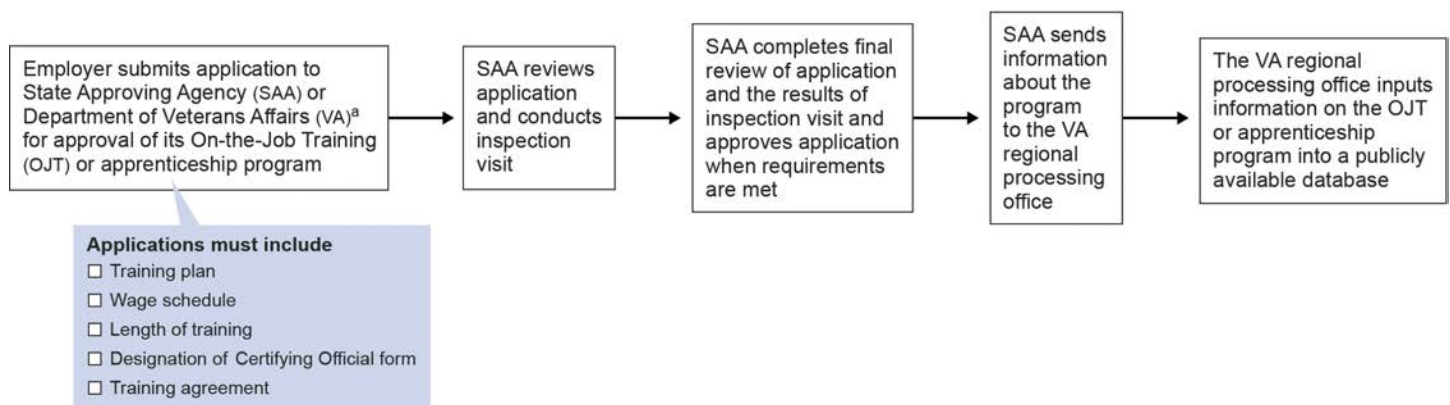 Employer submits application to
State Approving Agency (SAA) or
Department of Veterans Affairs (VA)ª
for approval of its On-the-Job Training
(OJT) or apprenticeship program
SAA reviews
application
and conducts
inspection
visit
SAA completes final
review of application
and the results of
inspection visit and
approves application
when requirements
are met
SAA sends
information
about the
program
to the VA
regional
processing
office
The VA regional
processing office inputs
information on the OJT
or apprenticeship
program into a publicly
available database
Applications must include
☐ Training plan
☐ Wage schedule
☐ Length of training
☐ Designation of Certifying Official form
☐ Training agreement